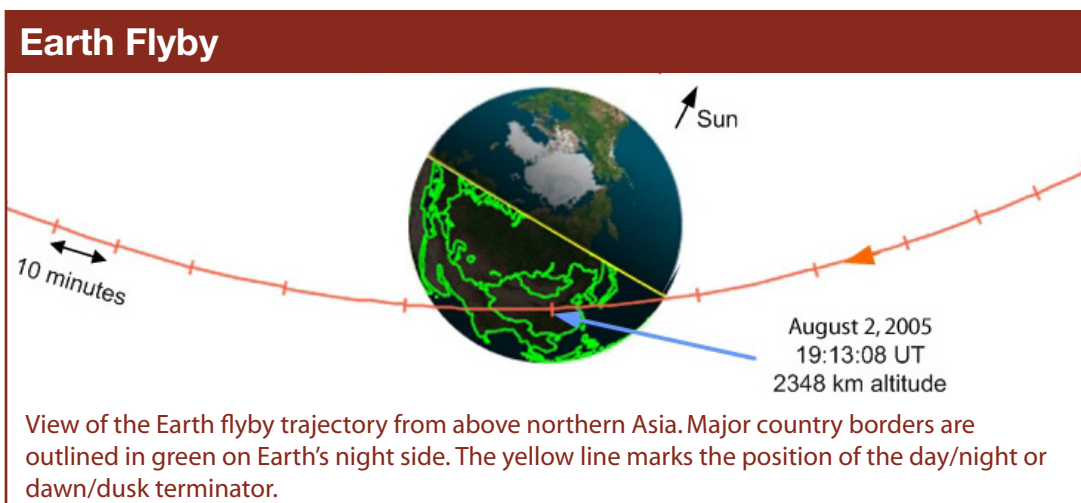 Earth Flyby
Sun
10 minutes
August 2, 2005
19:13:08 UT
2348 km altitude
View of the Earth flyby trajectory from above northern Asia. Major country borders are
outlined in green on Earth’s night side. The yellow line marks the position of the day/night or
dawn/dusk terminator.